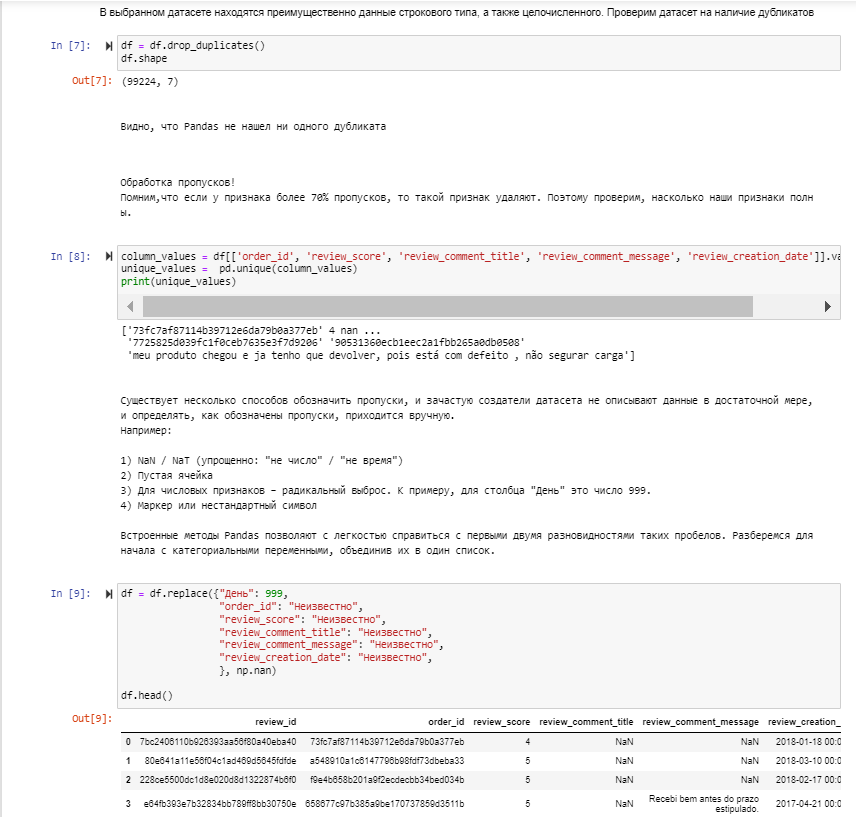 В выбранном датасете находятся преимущественно данные строкового типа, а также целочисленного. Проверим датасет на наличие дубликатов
In [7]: df = df.drop_duplicates()
df.shape
Out[7]: (99224, 7)
Видно, что Pandas не нашел ни одного дубликата
Обработка пропусков!
Помним,что если у признака более 70% пропусков, то такой признак удаляют. Поэтому проверим, насколько наши признаки полн
ы.
In [8]: column_values = df[['order_id', 'review_score', 'review_comment_title', 'review_comment_message', 'review_creation_date']].va
unique_values =  pd.unique(column_values)
print(unique_values)
['73fc7af87114b39712e6da79b0a377eb' 4 nan ...
'7725825d039fc1f0ceb7635e3f7d9206' '90531360ecb1eec2a1fbb265a0db0508'
'meu produto chegou e ja tenho que devolver, pois está com defeito , não segurar carga']
Существует несколько способов обозначить пропуски, и зачастую создатели датасета не описывают данные в достаточной мере,
и определять, как обозначены пропуски, приходится вручную.
Например:
1) NaN / NaT (упрощенно: "не число" / "не время")
2) Пустая ячейка
3) Для числовых признаков – радикальный выброс. К примеру, для столбца "День" это число 999.
4) Маркер или нестандартный символ
Встроенные методы Pandas позволяют с легкостью справиться с первыми двумя разновидностями таких пробелов. Разберемся для
начала с категориальными переменными, объединив их в один список.
In [9]: df = df.replace({"День": 999,
"order_id": "Неизвестно",
"review_score": "Неизвестно",
"review_comment_title": "Неизвестно",
"review_comment_message": "Неизвестно",
"review_creation_date": "Неизвестно",
}, np.nan)
df.head()
Out[9]:
review_id order_id review_score review_comment_title review_comment_message review_creation_
0 7bc2406110b926393aa56f80a40eba40 73fc7af87114b39712e6da79b0a377eb 4 NaN NaN 2018-01-18 00:0
1 80e641a11e56f04c1ad469d5645fdfde a548910a1c6147796b98fdf73dbeba33 5 NaN NaN 2018-03-10 00:0
2 228ce5500dc1d8e020d8d1322874b6f0 f9e4b658b201a9f2ecdecbb34bed034b 5 NaN NaN 2018-02-17 00:0
3 e64fb393e7b32834bb789ff8bb30750e 658677c97b385a9be170737859d3511b 5 NaN Recebi bem antes do prazo estipulado. 2017-04-21 00:0